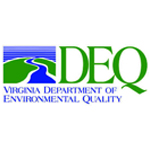 DEQ
VIRGINIA DEPARTMENT OF
ENVIRONMENTAL QUALITY